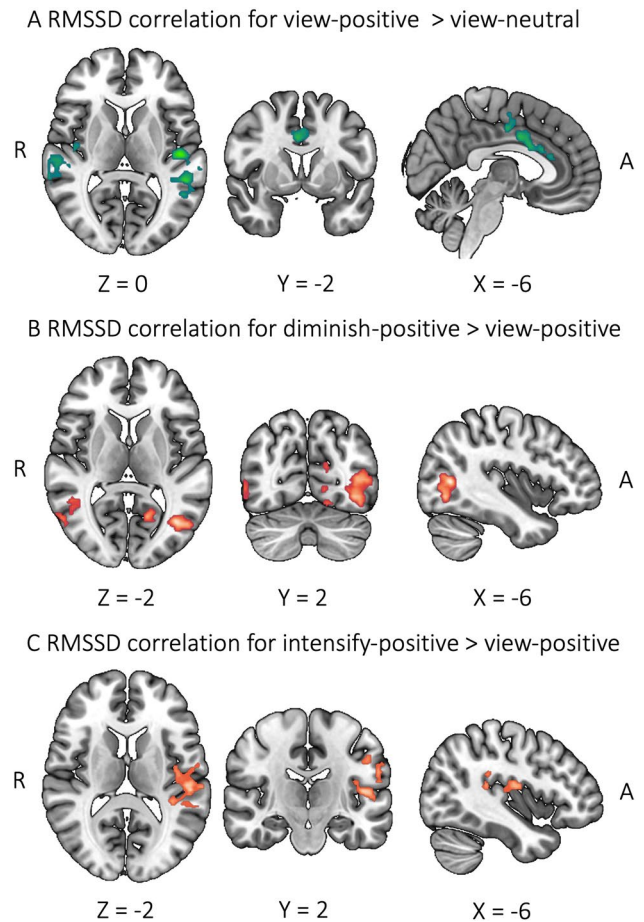 A RMSSD correlation for view-positive > view-neutral
R
A
Z = 0 Y = -2 X = -6
B RMSSD correlation for diminish-positive > view-positive
R
A
Z = -2 Y = 2 X = -6
C RMSSD correlation for intensify-positive > view-positive
R
A
Z = -2 Y = 2 X = -6